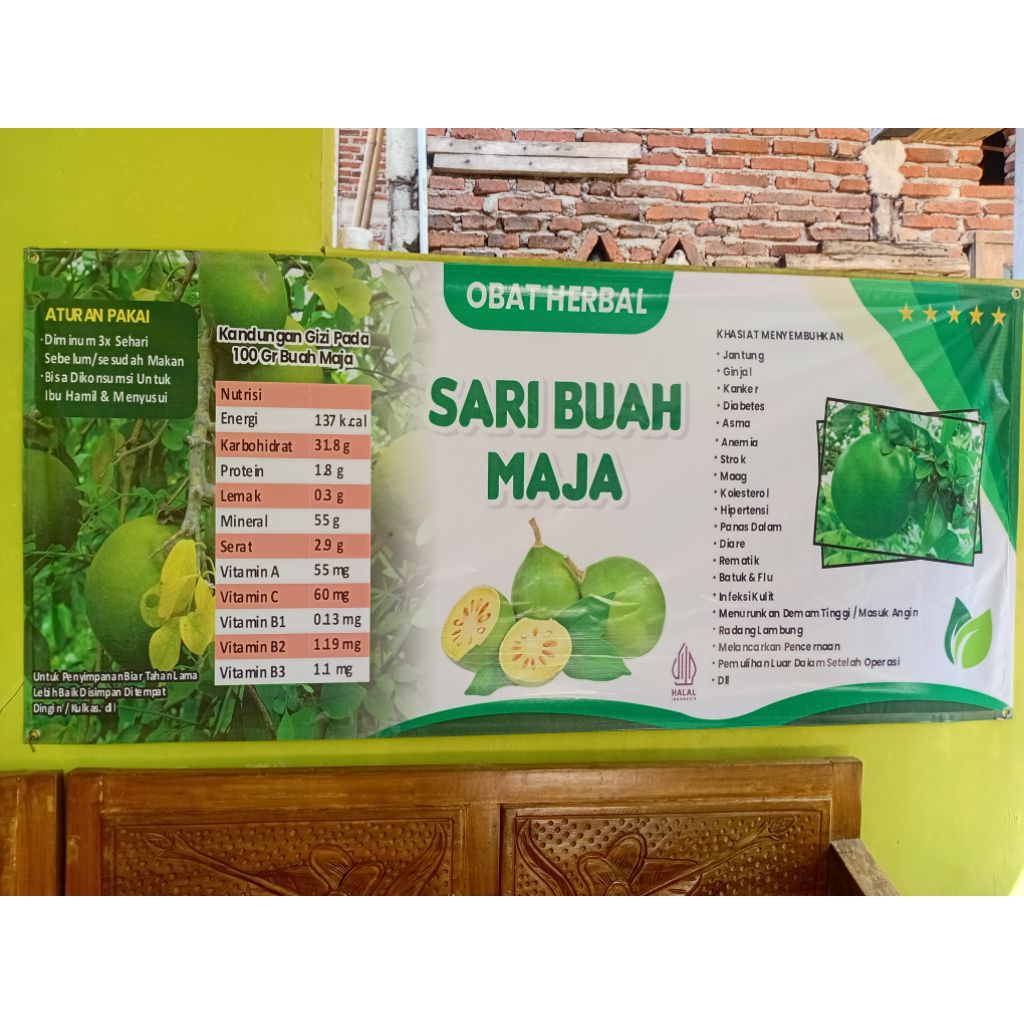 OBAT HERBAL
SARI BUAH
MAJA
ATURAN PAKAI
• Diminum 3x Sehari
Sebelum/sesudah Makan
• Bisa Dikonsumsi Untuk
Ibu Hamil & Menyusui
Kandungan Gizi Pada
100 Gr Buah Maja
Nutrisi
Energi 137 k.cal
Karbohidrat 31.8 g
Protein 1.8 g
Lemak 0.3 g
Mineral 55 g
Serat 2.9 g
Vitamin A 55 mg
Vitamin C 60 mg
Vitamin B1 0.13 mg
Vitamin B2 1.19 mg
Vitamin B3 1.1 mg
Untuk Penyimpanan Biar Tahan Lama
Lebih Baik Disimpan Ditempat
Dingin / Kulkas. dll
KHASIAT MENYEMBUHKAN
• Jantung
• Ginjal
• Kanker
• Diabetes
• Asma
• Anemia
• Strok
• Maag
• Kolesterol
• Hipertensi
• Panas Dalam
• Diare
• Rematik
• Batuk & Flu
• Infeksi Kulit
• Menurunkan Demam Tinggi / Masuk Angin
• Radang Lambung
• Melancarkan Pencernaan
• Pemulihan Luar Dalam Setelah Operasi
• Dll
HALAL
INDONESIA